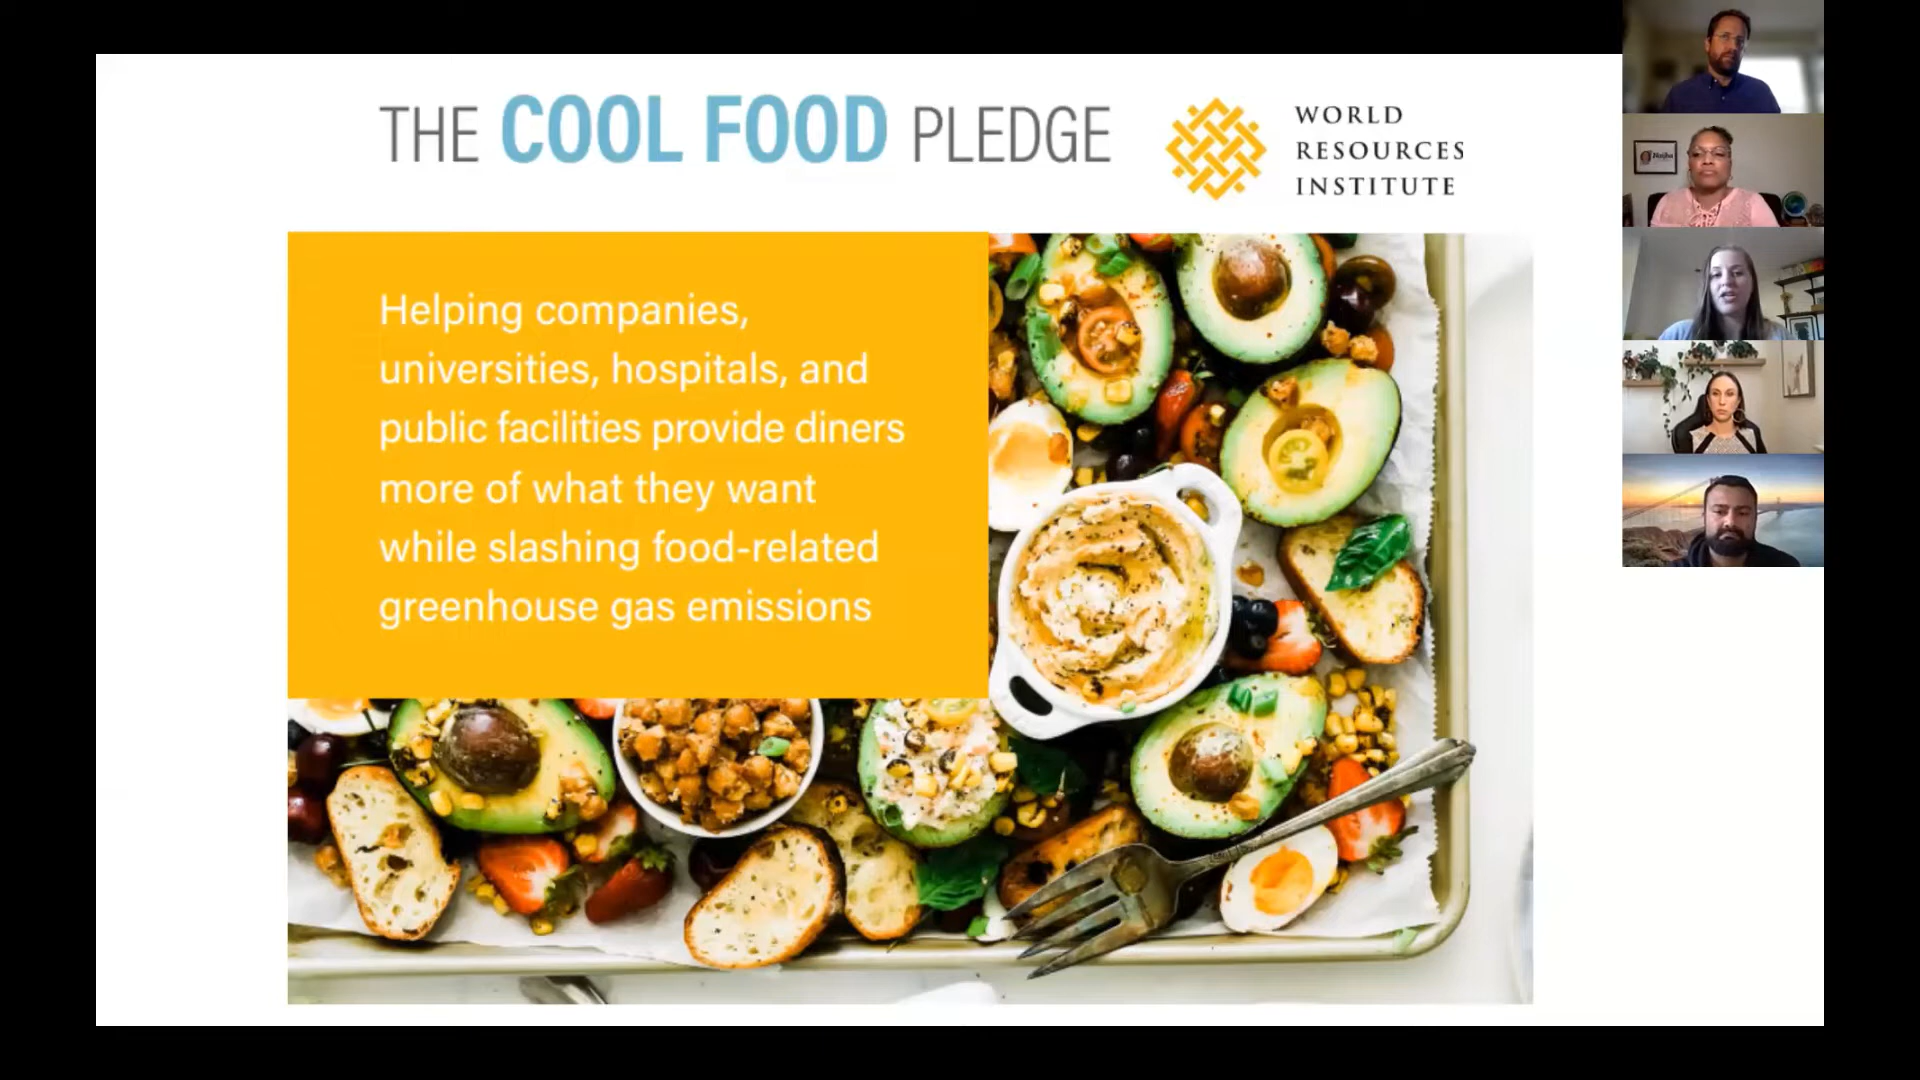 THE COOL FOOD PLEDGE
WORLD
RESOURCES
INSTITUTE
Helping companies,
universities, hospitals, and
public facilities provide diners
more of what they want
while slashing food-related
greenhouse gas emissions